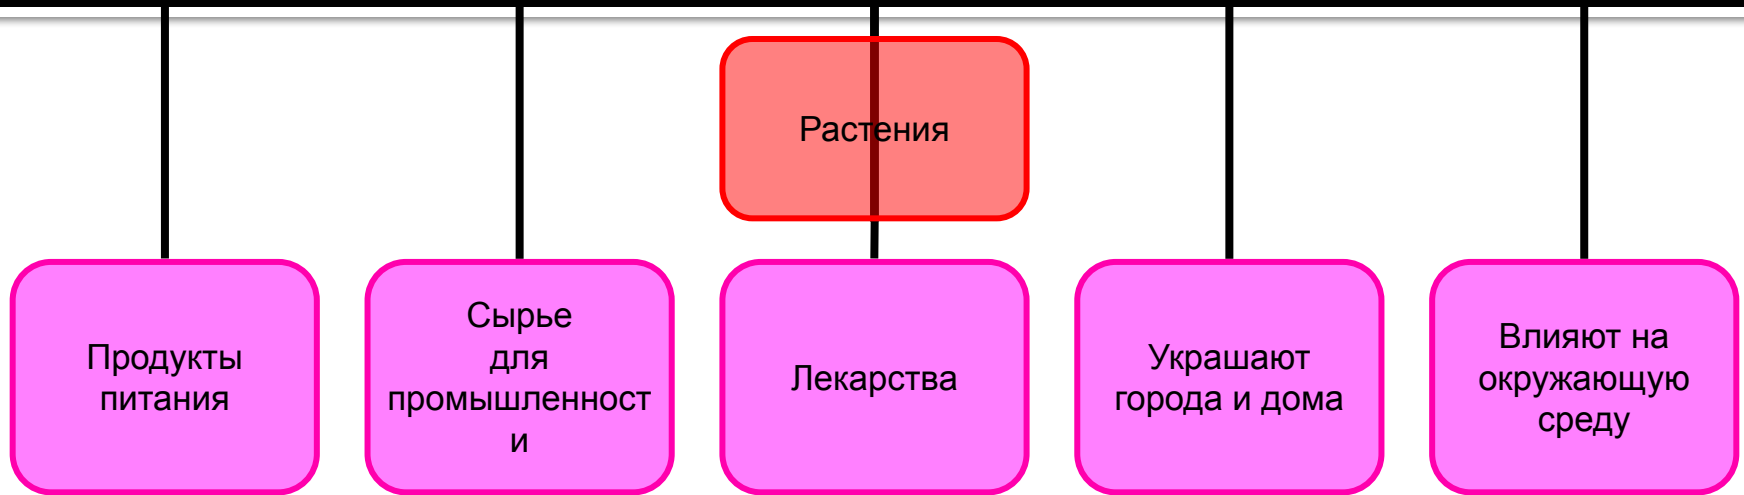 Растения
Продукты
питания
Сырье
для
промышленност
и
Лекарства
Украшают
города и дома
Влияют на
окружающую
среду